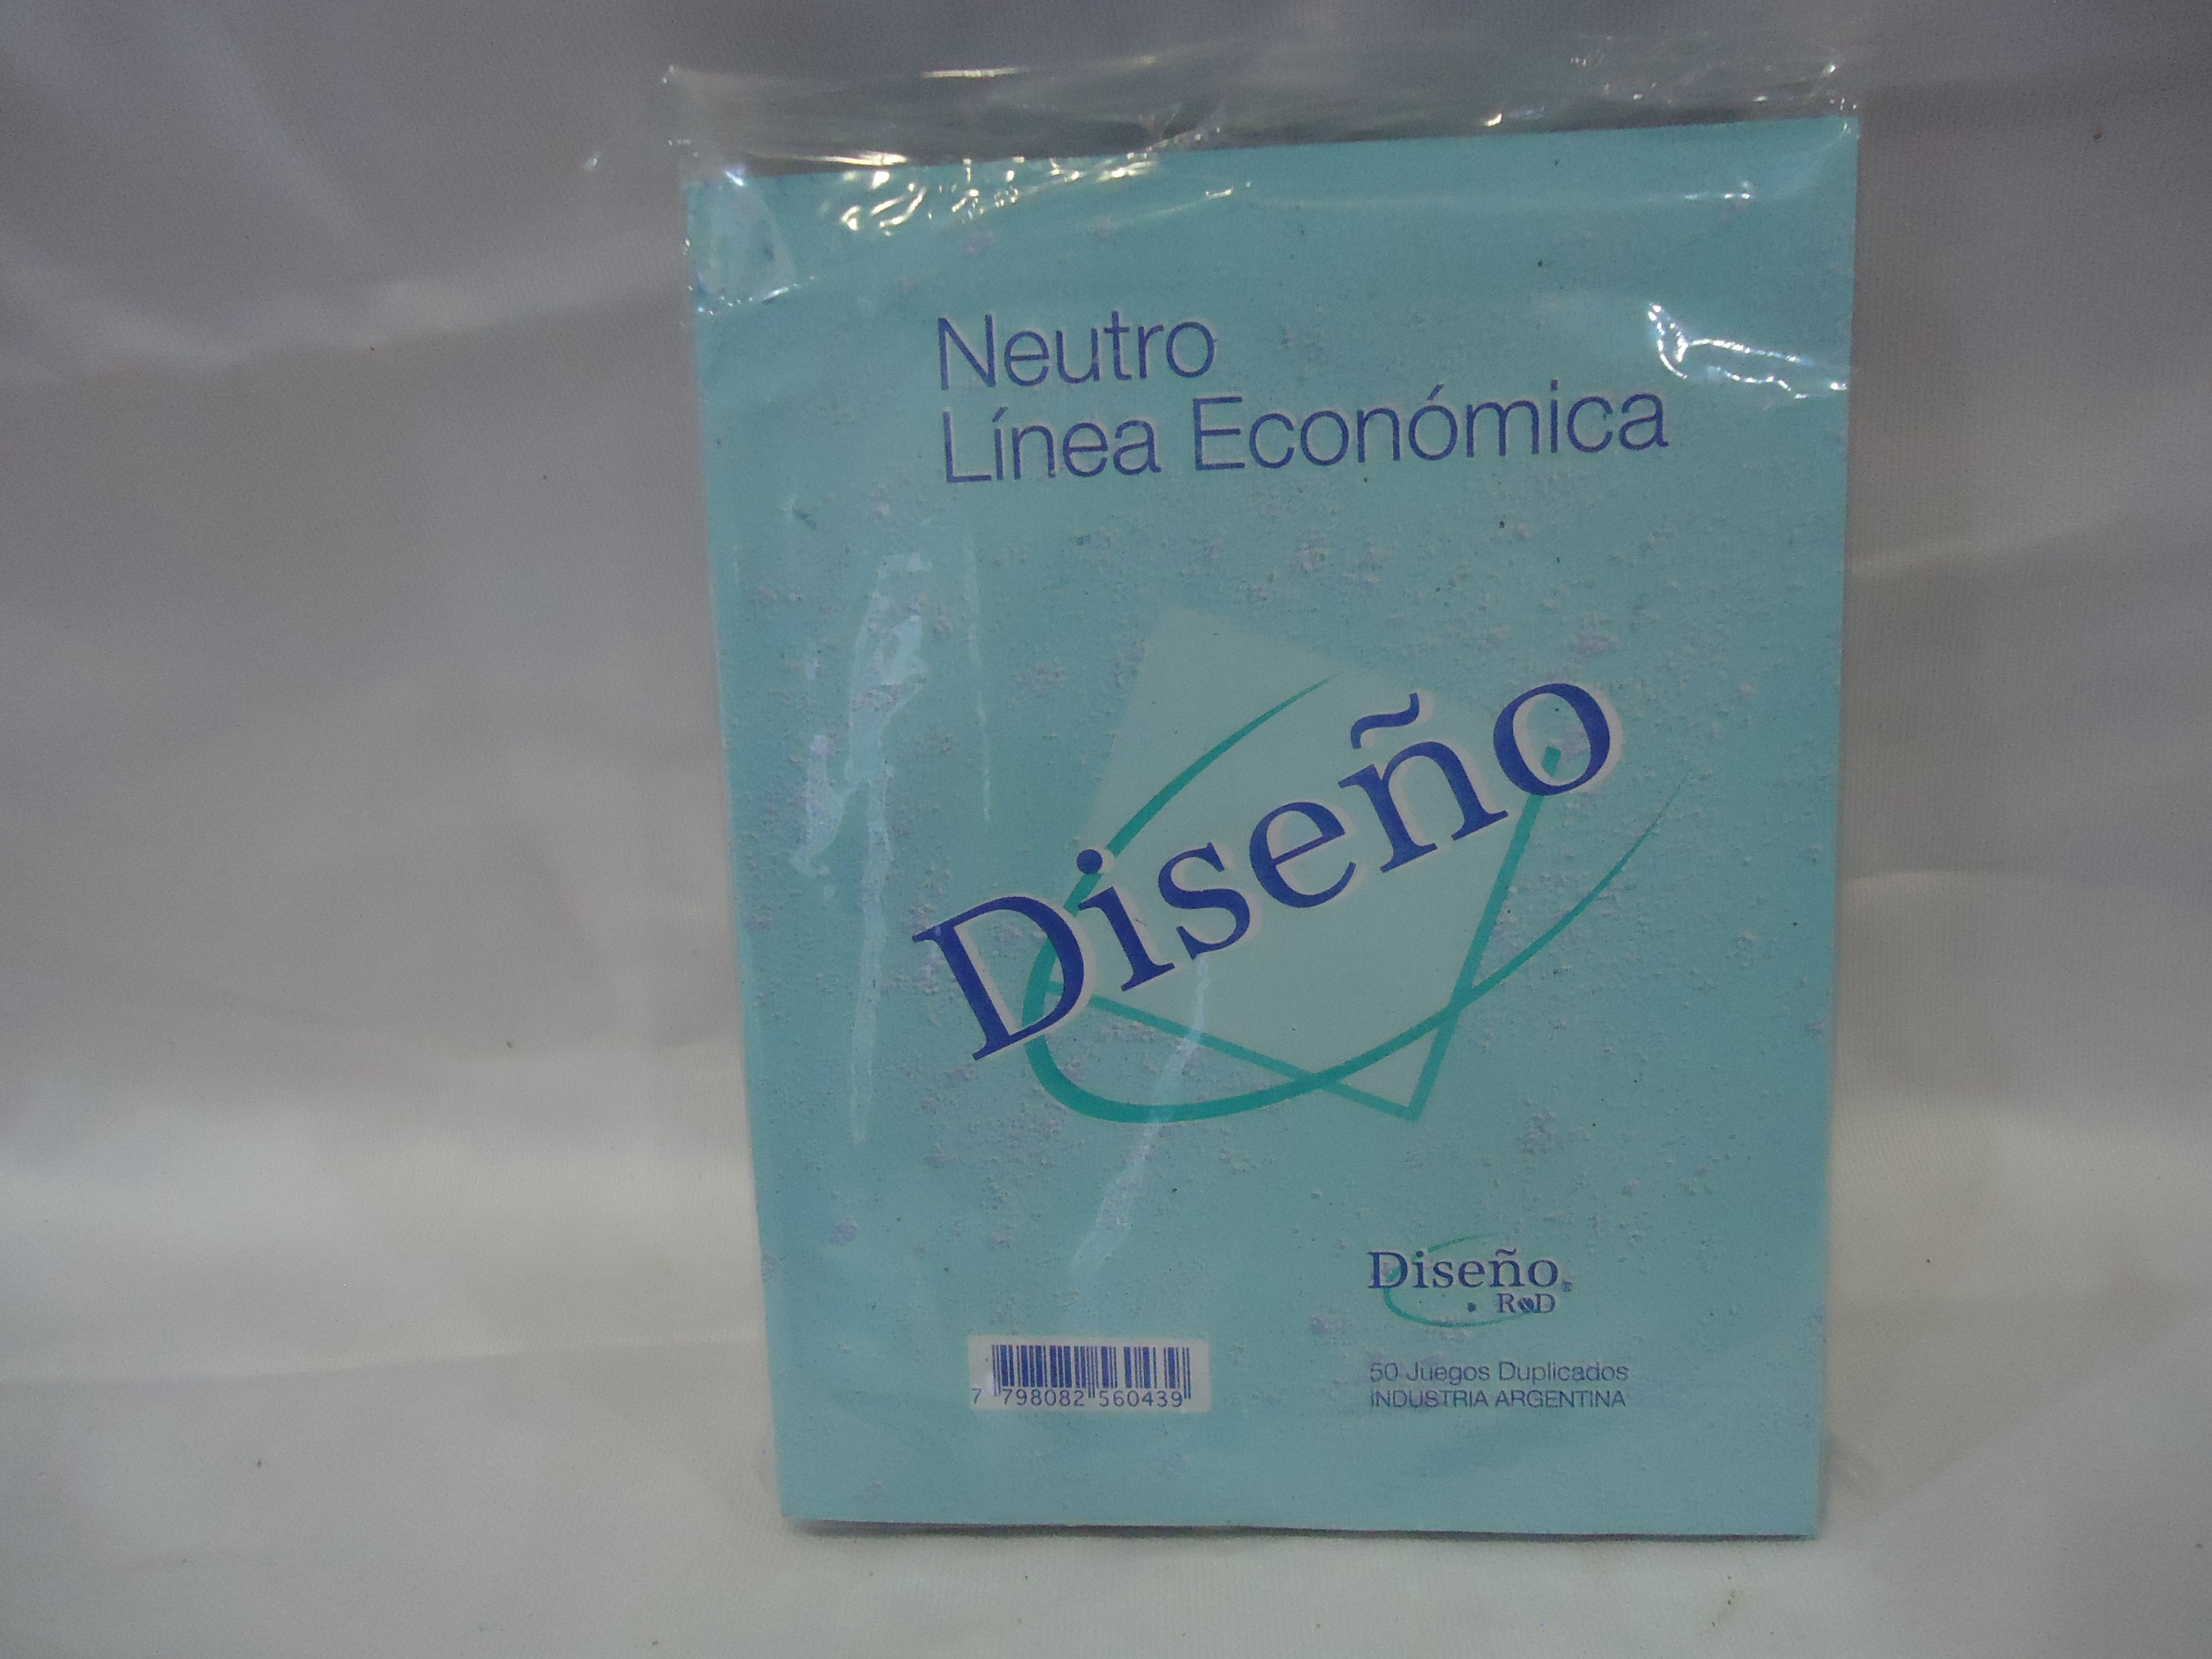 Neutro
Línea Económica
Diseño
Diseño®
R D
50 Juegos Duplicados
INDUSTRIA ARGENTINA
7 798082 560439